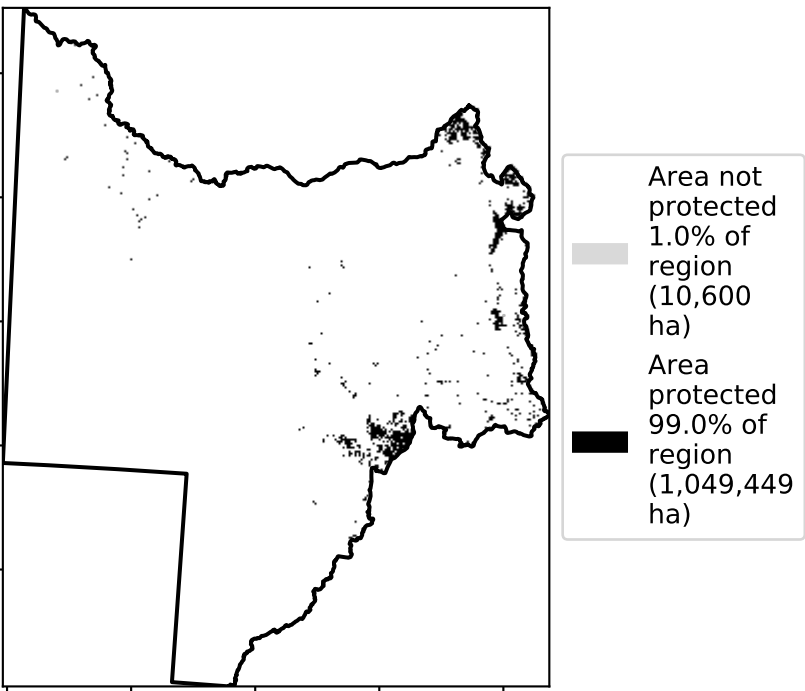 Area not
protected
1.0% of
region
(10,600
ha)
Area
protected
99.0% of
region
(1,049,449
ha)